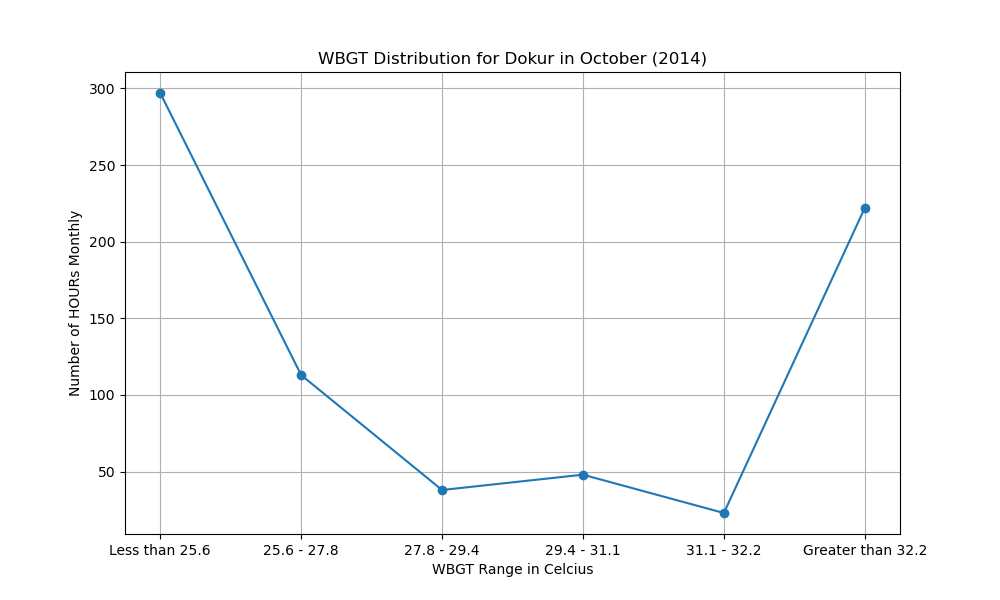 WBGT Distribution for Dokur in October (2014)
Number of HOURs Monthly
300
250
200
150
100
50
Less than 25.6
25.6 - 27.8
27.8 - 29.4
29.4 - 31.1
31.1 - 32.2
Greater than 32.2
WBGT Range in Celcius